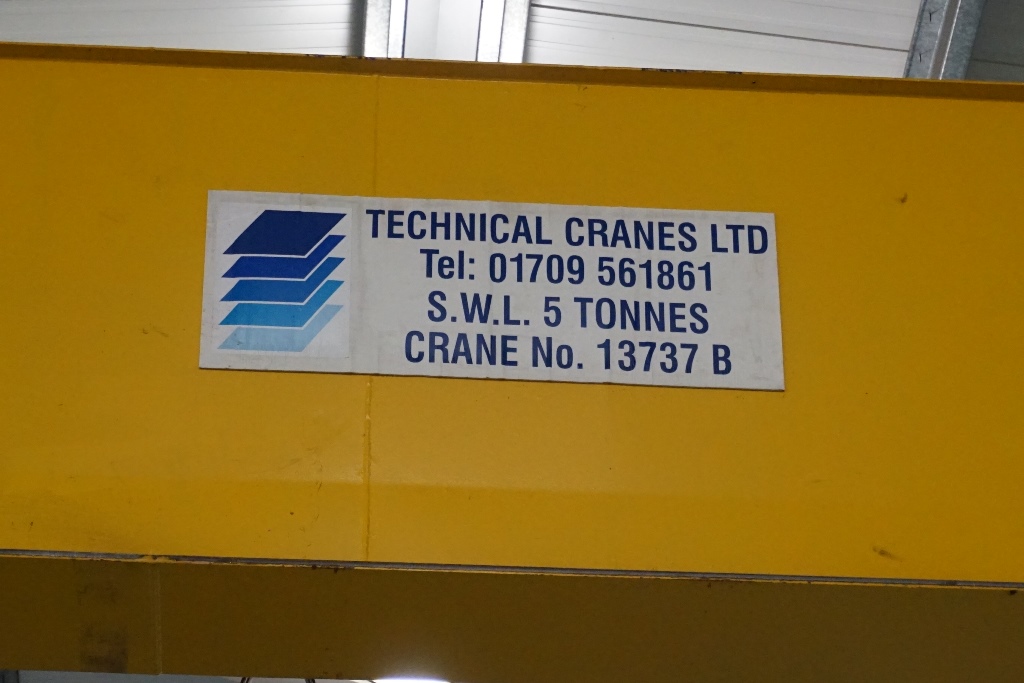 TECHNICAL CRANES LTD
Tel: 01709 561861
S.W.L. 5 TONNES
CRANE No. 13737 B